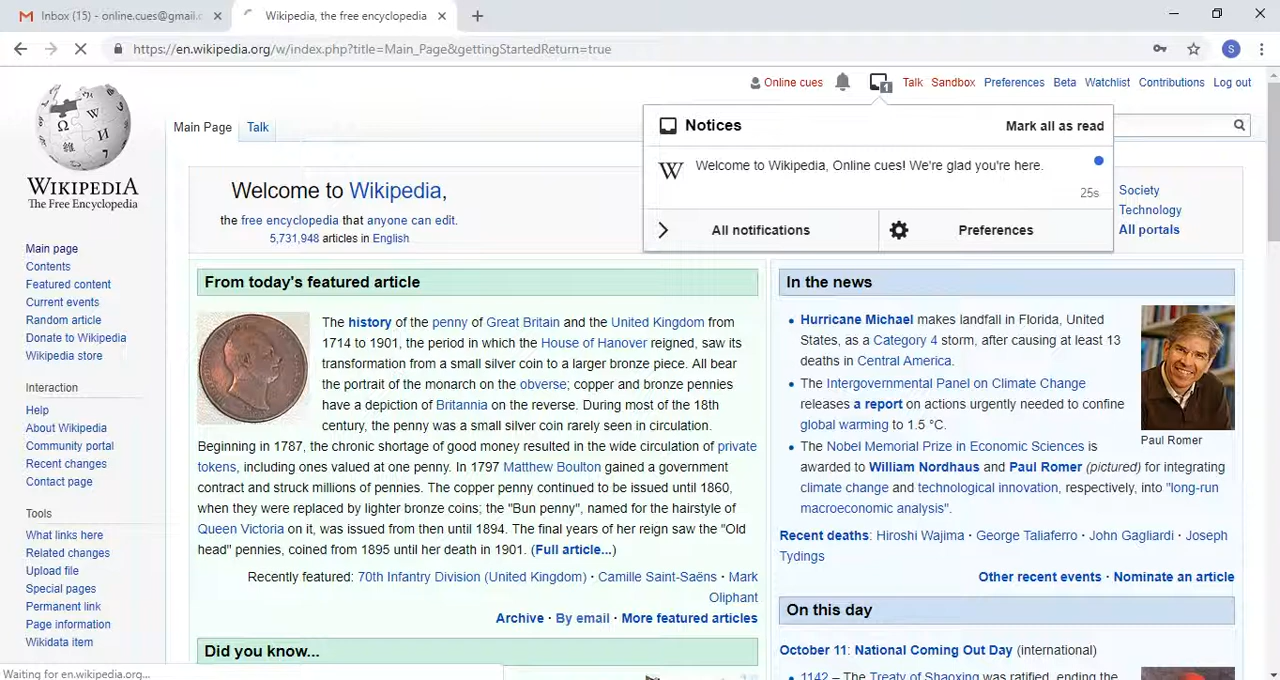 Inbox (15) - online.cues@gmail.c
Wikipedia, the free encyclopedia
https://en.wikipedia.org/w/index.php?title=Main_Page&gettingStartedReturn=true
S
Online cues
1
Talk
Sandbox
Preferences
Beta
Watchlist
Contributions
Log out
WIKIPEDIA
The Free Encyclopedia
Main Page
Talk
Notices
Mark all as read
W
Welcome to Wikipedia, Online cues! We're glad you're here.
25s
All notifications
Preferences
Welcome to Wikipedia,
the free encyclopedia that anyone can edit.
5,731,948 articles in English
Society
Technology
All portals
Main page
Contents
Featured content
Current events
Random article
Donate to Wikipedia
Wikipedia store
Interaction
Help
About Wikipedia
Community portal
Recent changes
Contact page
Tools
What links here
Related changes
Upload file
Special pages
Permanent link
Page information
Wikidata item
From today's featured article
The history of the penny of Great Britain and the United Kingdom from
1714 to 1901, the period in which the House of Hanover reigned, saw its
transformation from a small silver coin to a larger bronze piece. All bear
the portrait of the monarch on the obverse; copper and bronze pennies
have a depiction of Britannia on the reverse. During most of the 18th
century, the penny was a small silver coin rarely seen in circulation.
Beginning in 1787, the chronic shortage of good money resulted in the wide circulation of private
tokens, including ones valued at one penny. In 1797 Matthew Boulton gained a government
contract and struck millions of pennies. The copper penny continued to be issued until 1860,
when they were replaced by lighter bronze coins; the "Bun penny", named for the hairstyle of
Queen Victoria on it, was issued from then until 1894. The final years of her reign saw the "Old
head" pennies, coined from 1895 until her death in 1901. (Full article...)
Recently featured: 70th Infantry Division (United Kingdom) · Camille Saint-Saëns · Mark
Oliphant
Archive · By email · More featured articles
Did you know...
In the news
• Hurricane Michael makes landfall in Florida, United
States, as a Category 4 storm, after causing at least 13
deaths in Central America.
• The Intergovernmental Panel on Climate Change
releases a report on actions urgently needed to confine
global warming to 1.5 °C.
• The Nobel Memorial Prize in Economic Sciences is
awarded to William Nordhaus and Paul Romer (pictured) for integrating
climate change and technological innovation, respectively, into "long-run
macroeconomic analysis".
Paul Romer
Recent deaths: Hiroshi Wajima · George Taliaferro · John Gagliardi · Joseph
Tydings
Other recent events · Nominate an article
On this day
October 11: National Coming Out Day (international)
• 1142 – The Treaty of Shaoxing was ratified, ending the
Waiting for en.wikipedia.org...